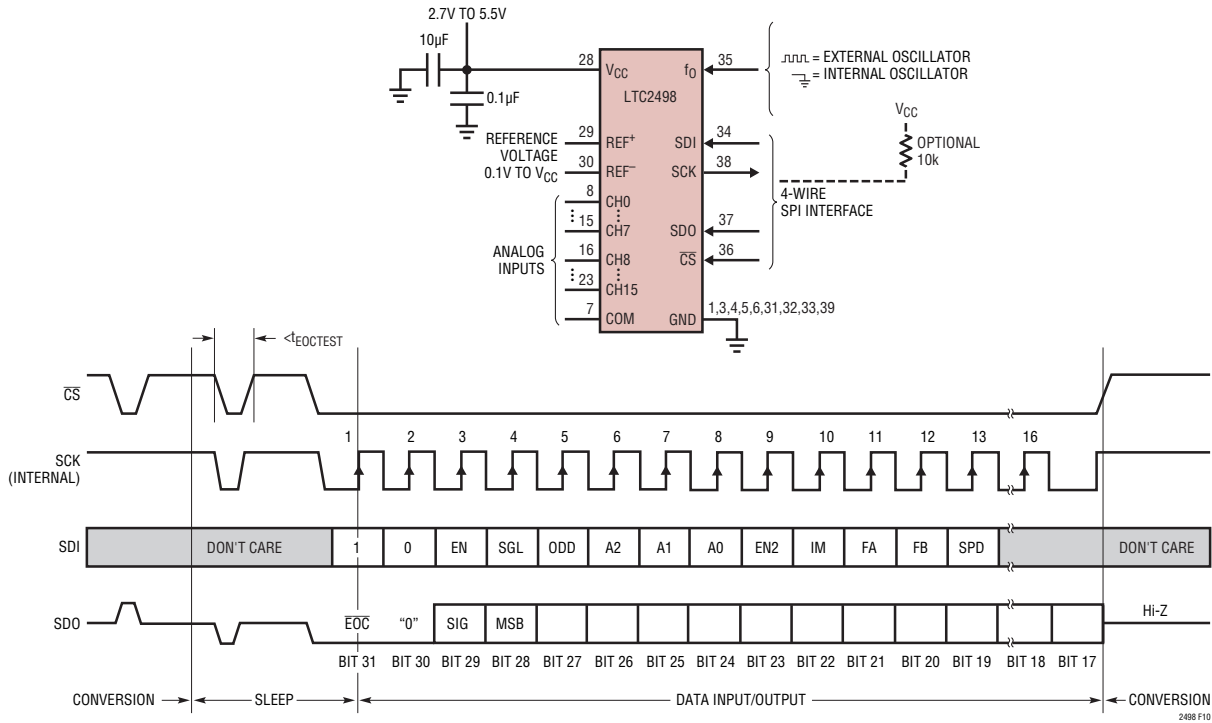 2.7V TO 5.5V
10µF
0.1µF
28
VCC
fO
35
LTC2498
= EXTERNAL OSCILLATOR
= INTERNAL OSCILLATOR
REFERENCE
VOLTAGE
0.1V TO VCC
29
REF+
30
REF–
SDI
34
SCK
38
SDO
37
CS
36
4-WIRE
SPI INTERFACE
VCC
OPTIONAL
10k
ANALOG
INPUTS
8
CH0
15
CH7
16
CH8
23
CH15
7
COM
GND
1,3,4,5,6,31,32,33,39
<tEOCTEST
CS
SCK
(INTERNAL)
1 2 3 4 5 6 7 8 9 10 11 12 13 16
SDI
DON'T CARE 1 0 EN SGL ODD A2 A1 A0 EN2 IM FA FB SPD DON'T CARE
SDO
EOC “0” SIG MSB Hi-Z
BIT 31 BIT 30 BIT 29 BIT 28 BIT 27 BIT 26 BIT 25 BIT 24 BIT 23 BIT 22 BIT 21 BIT 20 BIT 19 BIT 18 BIT 17
CONVERSION SLEEP DATA INPUT/OUTPUT CONVERSION
2498 F10